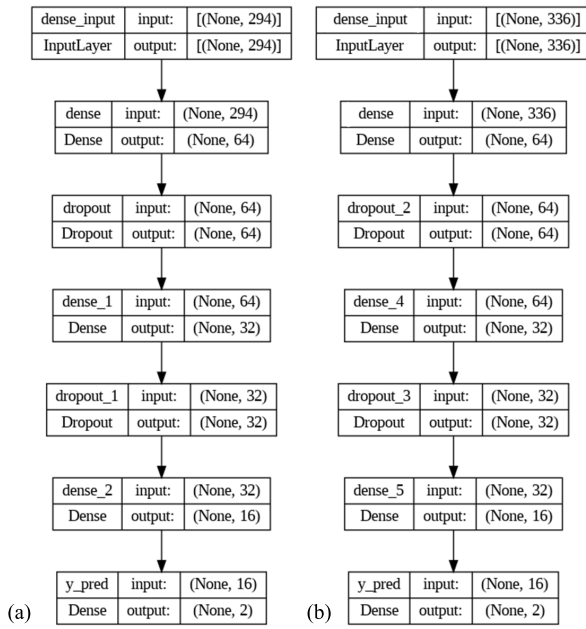 dense_input input: [(None, 294)]
InputLayer output: [(None, 294)]
dense input: (None, 294)
Dense output: (None, 64)
dropout input: (None, 64)
Dropout output: (None, 64)
dense_1 input: (None, 64)
Dense output: (None, 32)
dropout_1 input: (None, 32)
Dropout output: (None, 32)
dense_2 input: (None, 32)
Dense output: (None, 16)
y_pred input: (None, 16)
Dense output: (None, 2)
(a)
dense_input input: [(None, 336)]
InputLayer output: [(None, 336)]
dense input: (None, 336)
Dense output: (None, 64)
dropout_2 input: (None, 64)
Dropout output: (None, 64)
dense_4 input: (None, 64)
Dense output: (None, 32)
dropout_3 input: (None, 32)
Dropout output: (None, 32)
dense_5 input: (None, 32)
Dense output: (None, 16)
y_pred input: (None, 16)
Dense output: (None, 2)
(b)